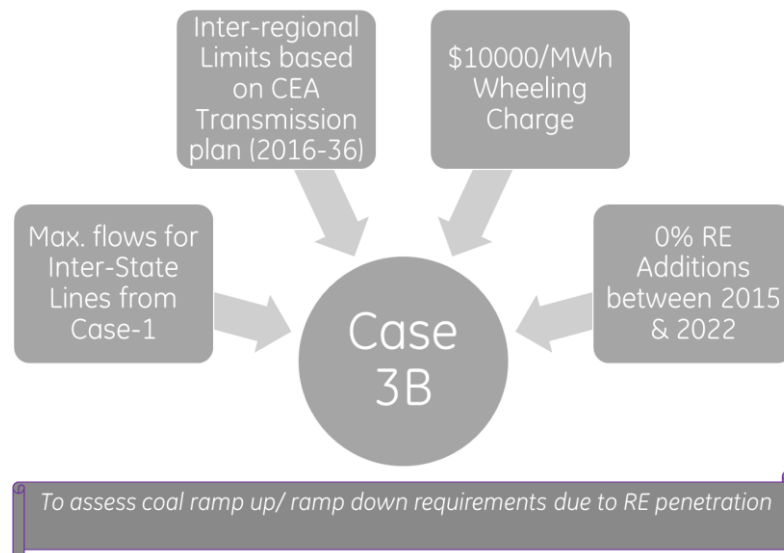 Inter-regional
Limits based
on CEA
Transmission
plan (2016-36)
$10000/MWh
Wheeling
Charge
Max. flows for
Inter-State
Lines from
Case-1
0% RE
Additions
between 2015
& 2022
Case
3B
To assess coal ramp up/ ramp down requirements due to RE penetration